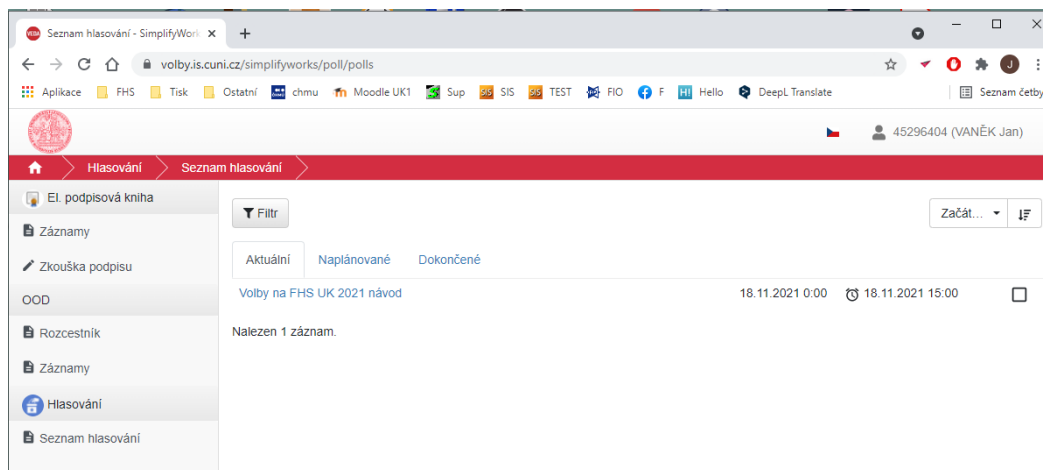 Seznam hlasování - SimplifyWork
volby.is.cuni.cz/simplifyworks/poll/polls
Aplikace FHS Tisk Ostatní chmu Moodle UK1 Sup SIS SIS SIS TEST FIO F H! Hello DeepL Translate Seznam četby
J
45296404 (VANĚK Jan)
Hlasování Seznam hlasování
El. podpisová kniha
Záznamy
Zkouška podpisu
OOD
Rozcestník
Záznamy
Hlasování
Seznam hlasování
Filtr
Začát...
Aktuální Naplánované Dokončené
Volby na FHS UK 2021 návod 18.11.2021 0:00 18.11.2021 15:00
Nalezen 1 záznam.